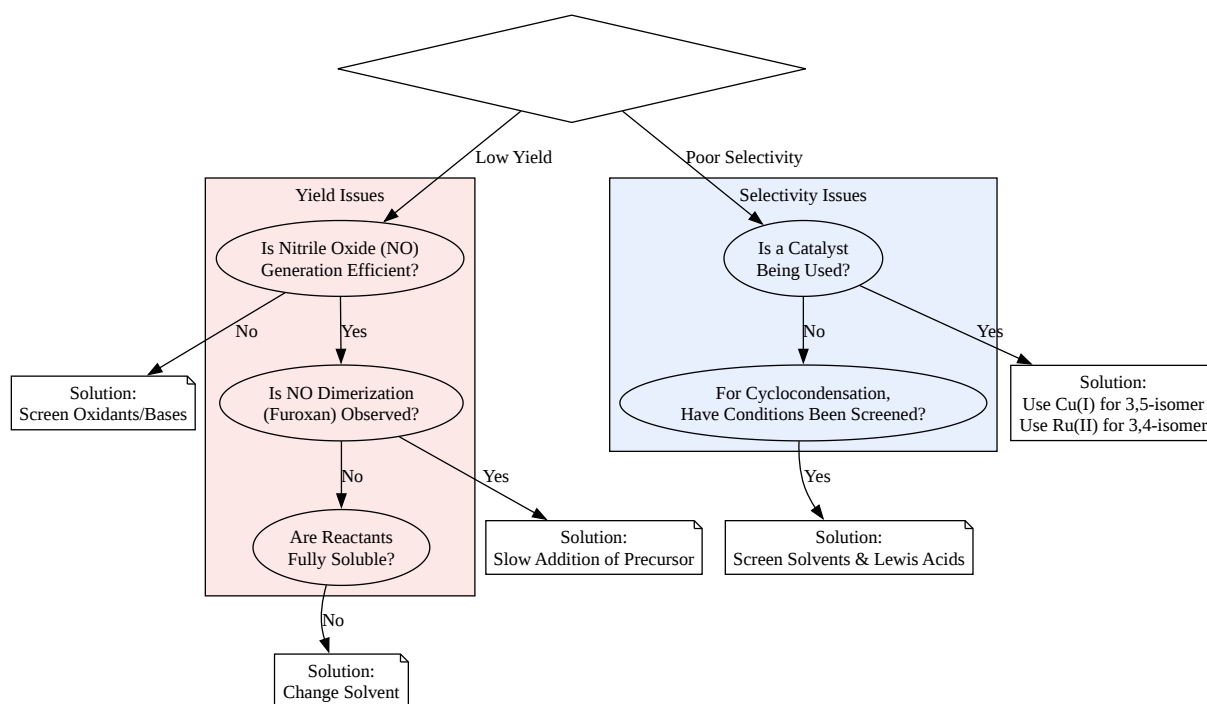 Low Yield
Poor Selectivity
Yield Issues
Selectivity Issues
Is Nitrile Oxide (NO)
Generation Efficient?
Is a Catalyst
Being Used?
No
Yes
No
Yes
Solution:
Screen Oxidants/Bases
Is NO Dimerization
(Furoxan) Observed?
For Cyclocondensation,
Have Conditions Been Screened?
Solution:
Use Cu(I) for 3,5-isomer
Use Ru(II) for 3,4-isomer
No
Yes
Yes
Are Reactants
Fully Soluble?
Solution:
Slow Addition of Precursor
Solution:
Screen Solvents & Lewis Acids
No
Solution:
Change Solvent